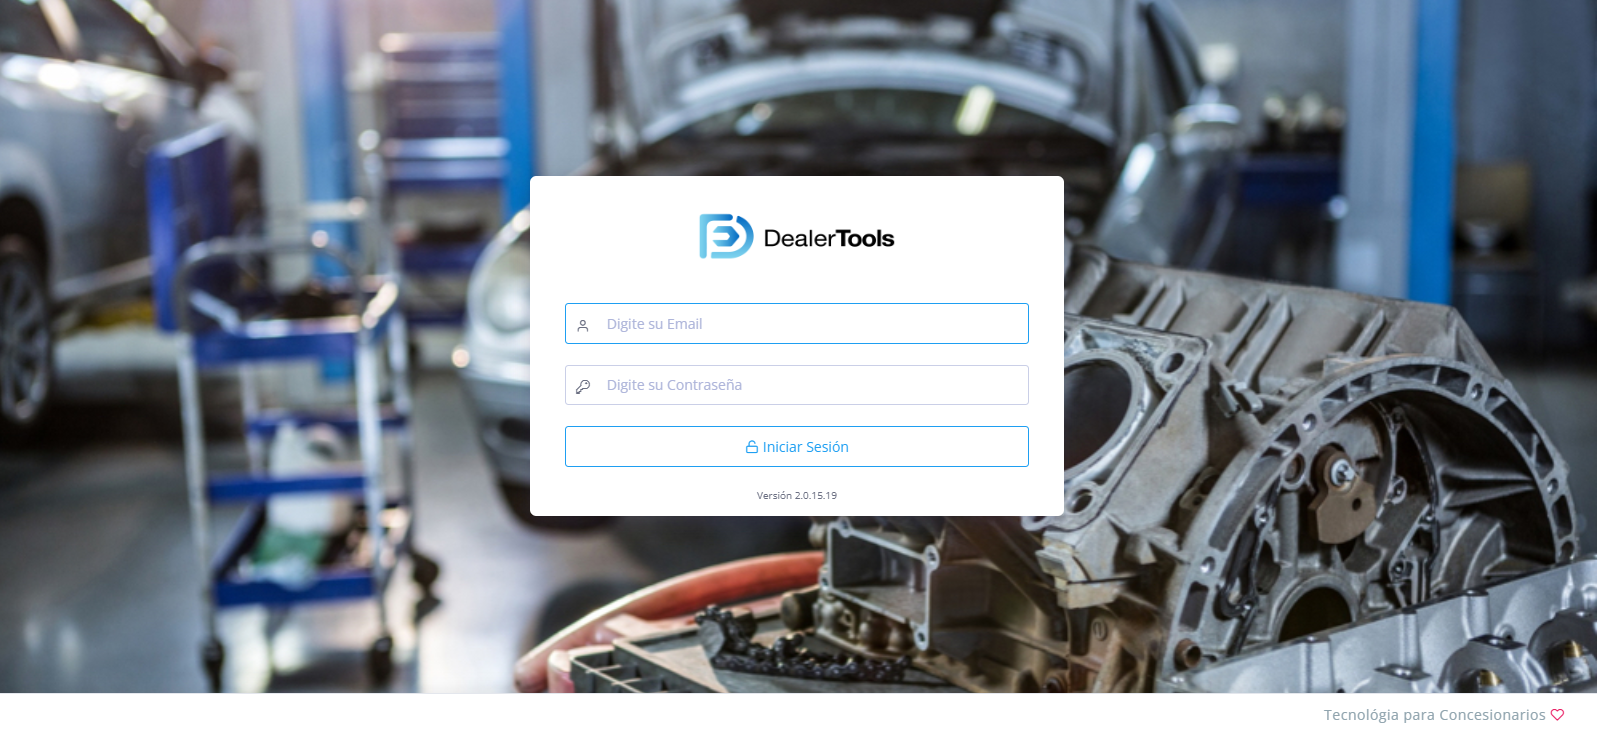 DealerTools
Digite su Email
Digite su Contraseña
Iniciar Sesión
Versión 2.0.15.19
Tecnológia para Concesionarios